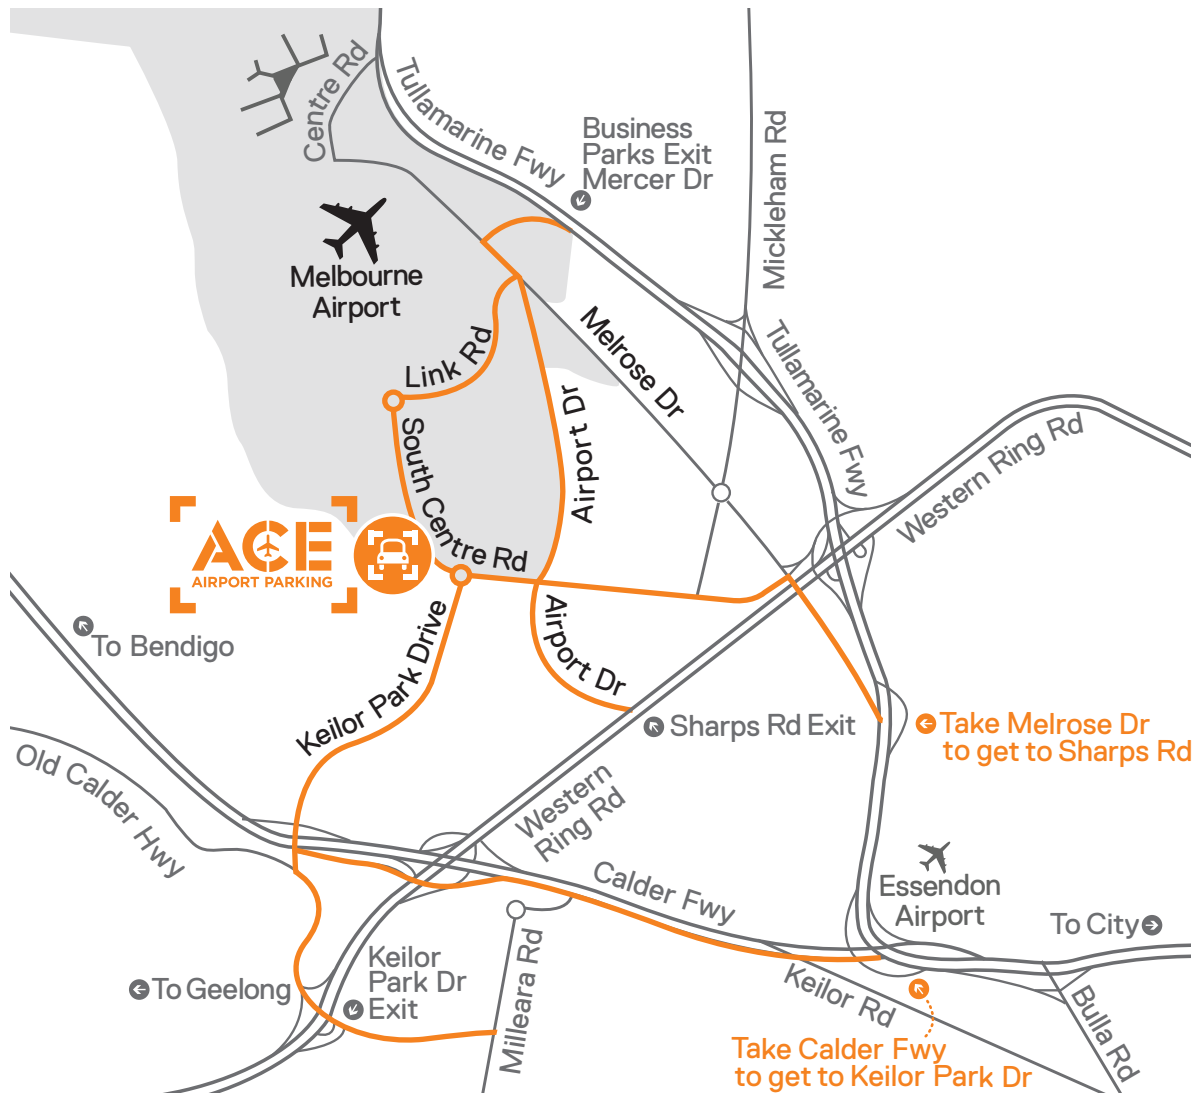 Centre Rd
Tullamarine Fwy
Business
Parks Exit
Mercer Dr
Mickleham Rd
Melbourne
Airport
Link Rd
Melrose Dr
Tullamarine Fwy
Airport Dr
South Centre Rd
Western Ring Rd
ACE
AIRPORT PARKING
To Bendigo
Keilor Park Drive
Airport Dr
Sharps Rd Exit
Take Melrose Dr
to get to Sharps Rd
Old Calder Hwy
Western
Ring Rd
Calder Fwy
Essendon
Airport
To City
Keilor
Park Dr
Exit
To Geelong
Milleara Rd
Keilor Rd
Bulla Rd
Take Calder Fwy
to get to Keilor Park Dr